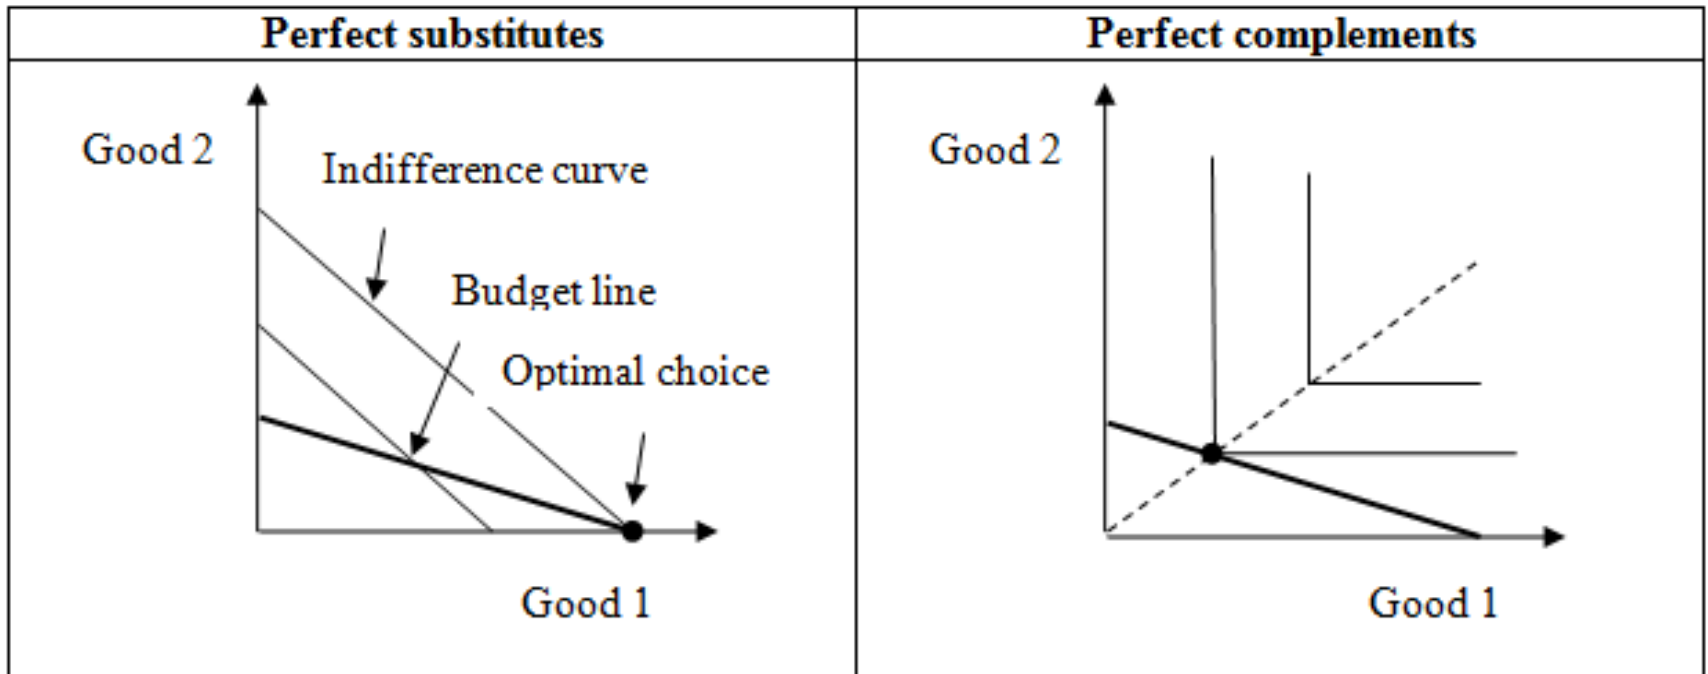 Perfect substitutes
Perfect complements
Good 2
Indifference curve
Budget line
Optimal choice
Good 1
Good 2
Good 1